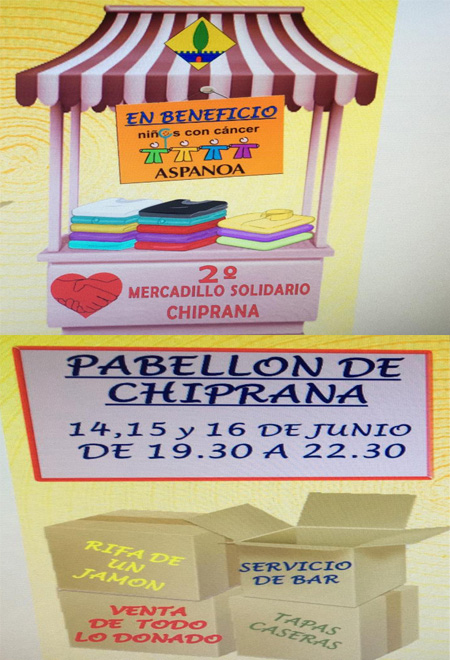 EN BENEFICIO
niñ@s con cáncer
ASPANOA
2º
MERCADILLO SOLIDARIO
CHIPRANA
PABELLON DE
CHIPRANA
14,15 y 16 DE JUNIO
DE 19.30 A 22.30
RIFA DE
UN
JAMON
SERVICIO
DE BAR
VENTA
DE TODO
LO DONADO
TAPAS
CASERAS